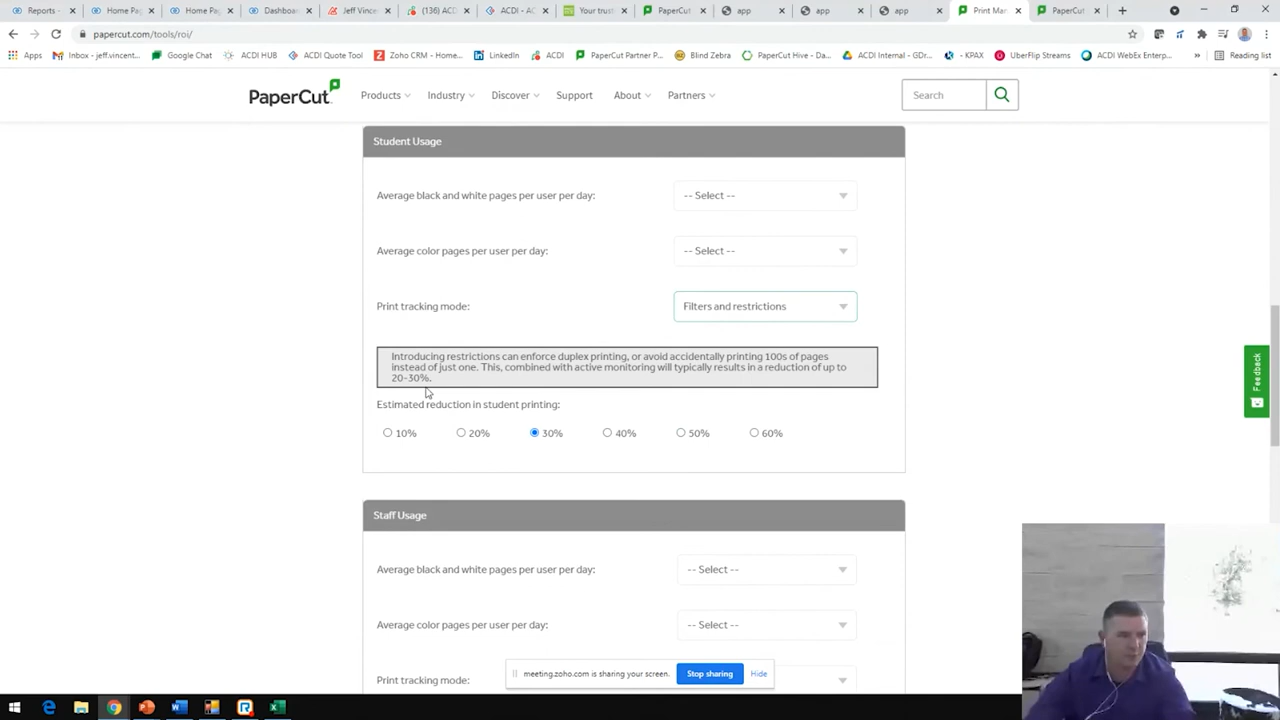 Reports -
Home Pag
Home Pag
Dashboa
Jeff Vince
(136) AC
ACDI - AC
Your trust
PaperCut
app
app
app
Print Mar
PaperCut
papercut.com/tools/roi/
Apps
Inbox - jeff.vincent...
Google Chat
ACDI HUB
ACDI Quote Tool
Zoho CRM - Home...
LinkedIn
ACDI
PaperCut Partner P...
Blind Zebra
PaperCut Hive - Da...
ACDI Internal - GDr...
- KPAX
UberFlip Streams
ACDI WebEx Enterp...
»
Reading list
PaperCut
Products
Industry
Discover
Support
About
Partners
Search
Student Usage
Average black and white pages per user per day:
-- Select --
Average color pages per user per day:
-- Select --
Print tracking mode:
Filters and restrictions
Introducing restrictions can enforce duplex printing, or avoid accidentally printing 100s of pages
instead of just one. This, combined with active monitoring will typically results in a reduction of up to
20-30%.
Estimated reduction in student printing:
10%
20%
30%
40%
50%
60%
Feedback
Staff Usage
Average black and white pages per user per day:
-- Select --
Average color pages per user per day:
-- Select --
Print tracking mode:
meeting.zoho.com is sharing your screen.
Stop sharing
Hide